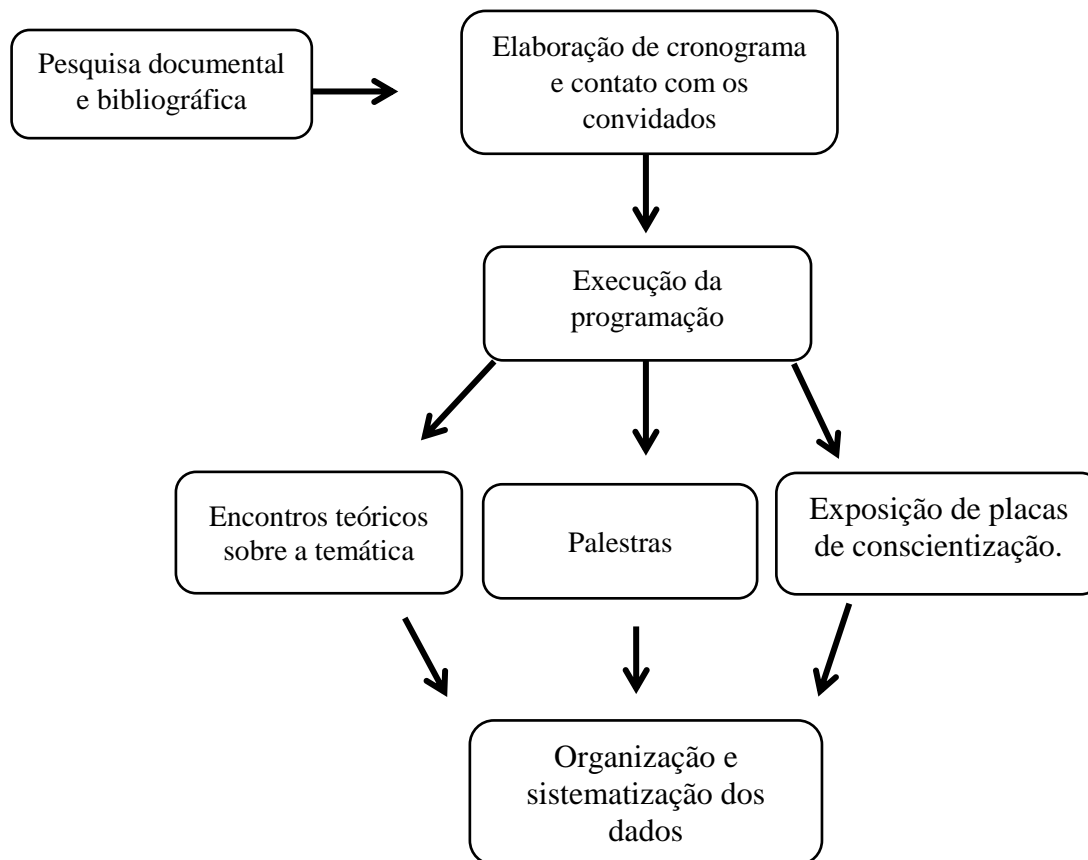 Pesquisa documental
e bibliográfica
Elaboração de cronograma
e contato com os
convidados
Execução da
programação
Encontros teóricos
sobre a temática
Palestras
Exposição de placas
de conscientização.
Organização e
sistematização dos
dados